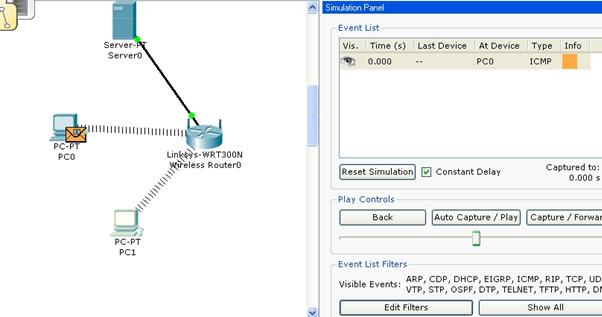 Server-PT
Server0
PC-PT
PC0
Linksys-WRT300N
Wireless Router0
PC-PT
PC1
Simulation Panel
Event List
Vis. Time (s) Last Device At Device Type Info
0.000 -- PC0 ICMP
Reset Simulation Constant Delay Captured to:
0.000 s
Play Controls
Back Auto Capture / Play Capture / Forwar
Event List Filters
Visible Events: ARP, CDP, DHCP, EIGRP, ICMP, RIP, TCP, UD
VTP, STP, OSPF, DTP, TELNET, TFTP, HTTP, DN
Edit Filters Show All